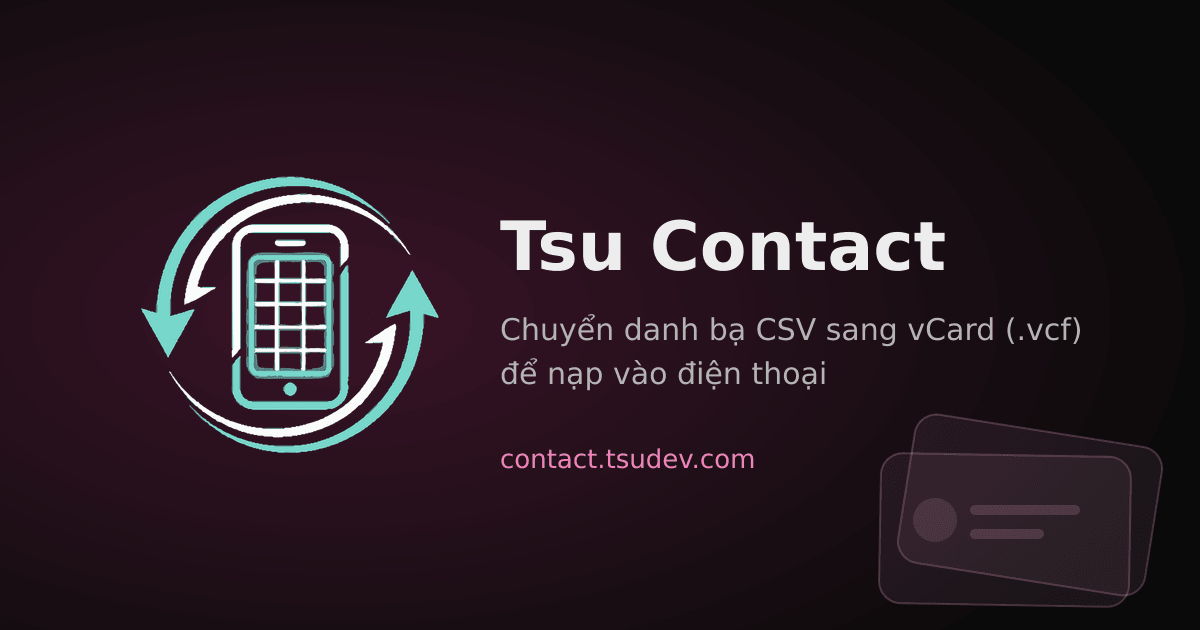 Tsu Contact
Chuyển danh bạ CSV sang vCard (.vcf)
để nạp vào điện thoại
contact.tsudev.com